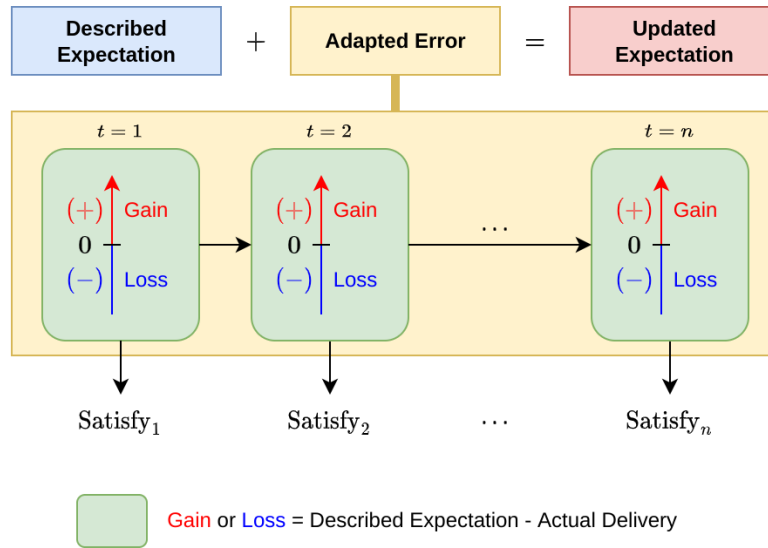 Described Expectation + Adapted Error = Updated Expectation
t = 1 t = 2 t = n
(+) Gain (+) Gain (+) Gain
0 0 ... 0
(−) Loss (−) Loss (−) Loss
Satisfy1 Satisfy2 ... Satisfyn
Gain or Loss = Described Expectation - Actual Delivery